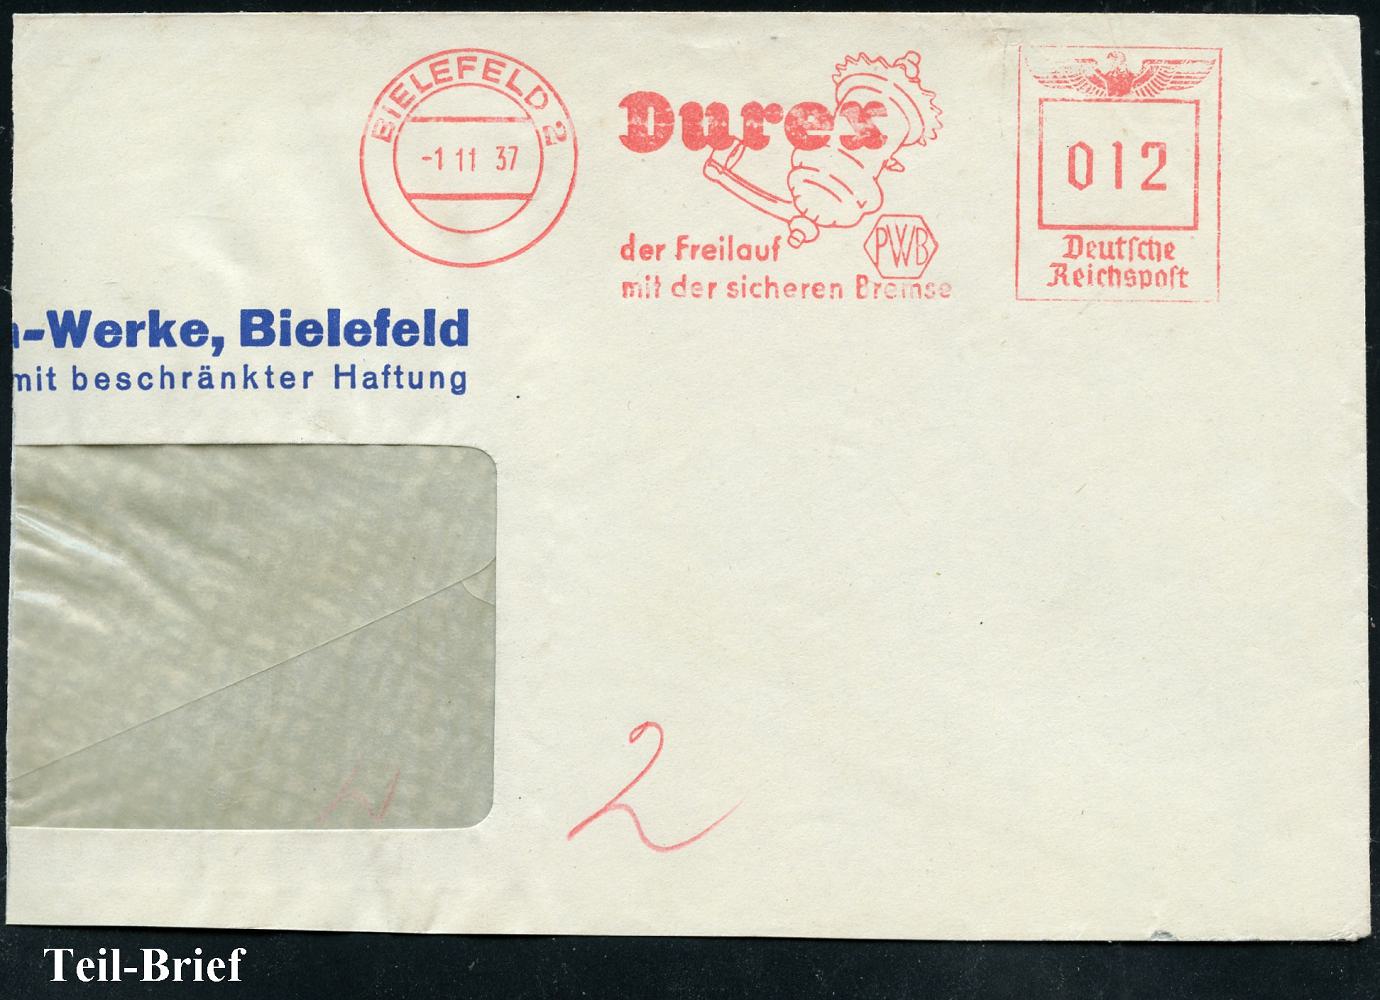 BIELEFELD 2
-1 11 37
Durex
der Freilauf
mit der sicheren Bremse
PWB
012
Deutsche
Reichspost
-Werke, Bielefeld
mit beschränkter Haftung
2
Teil-Brief